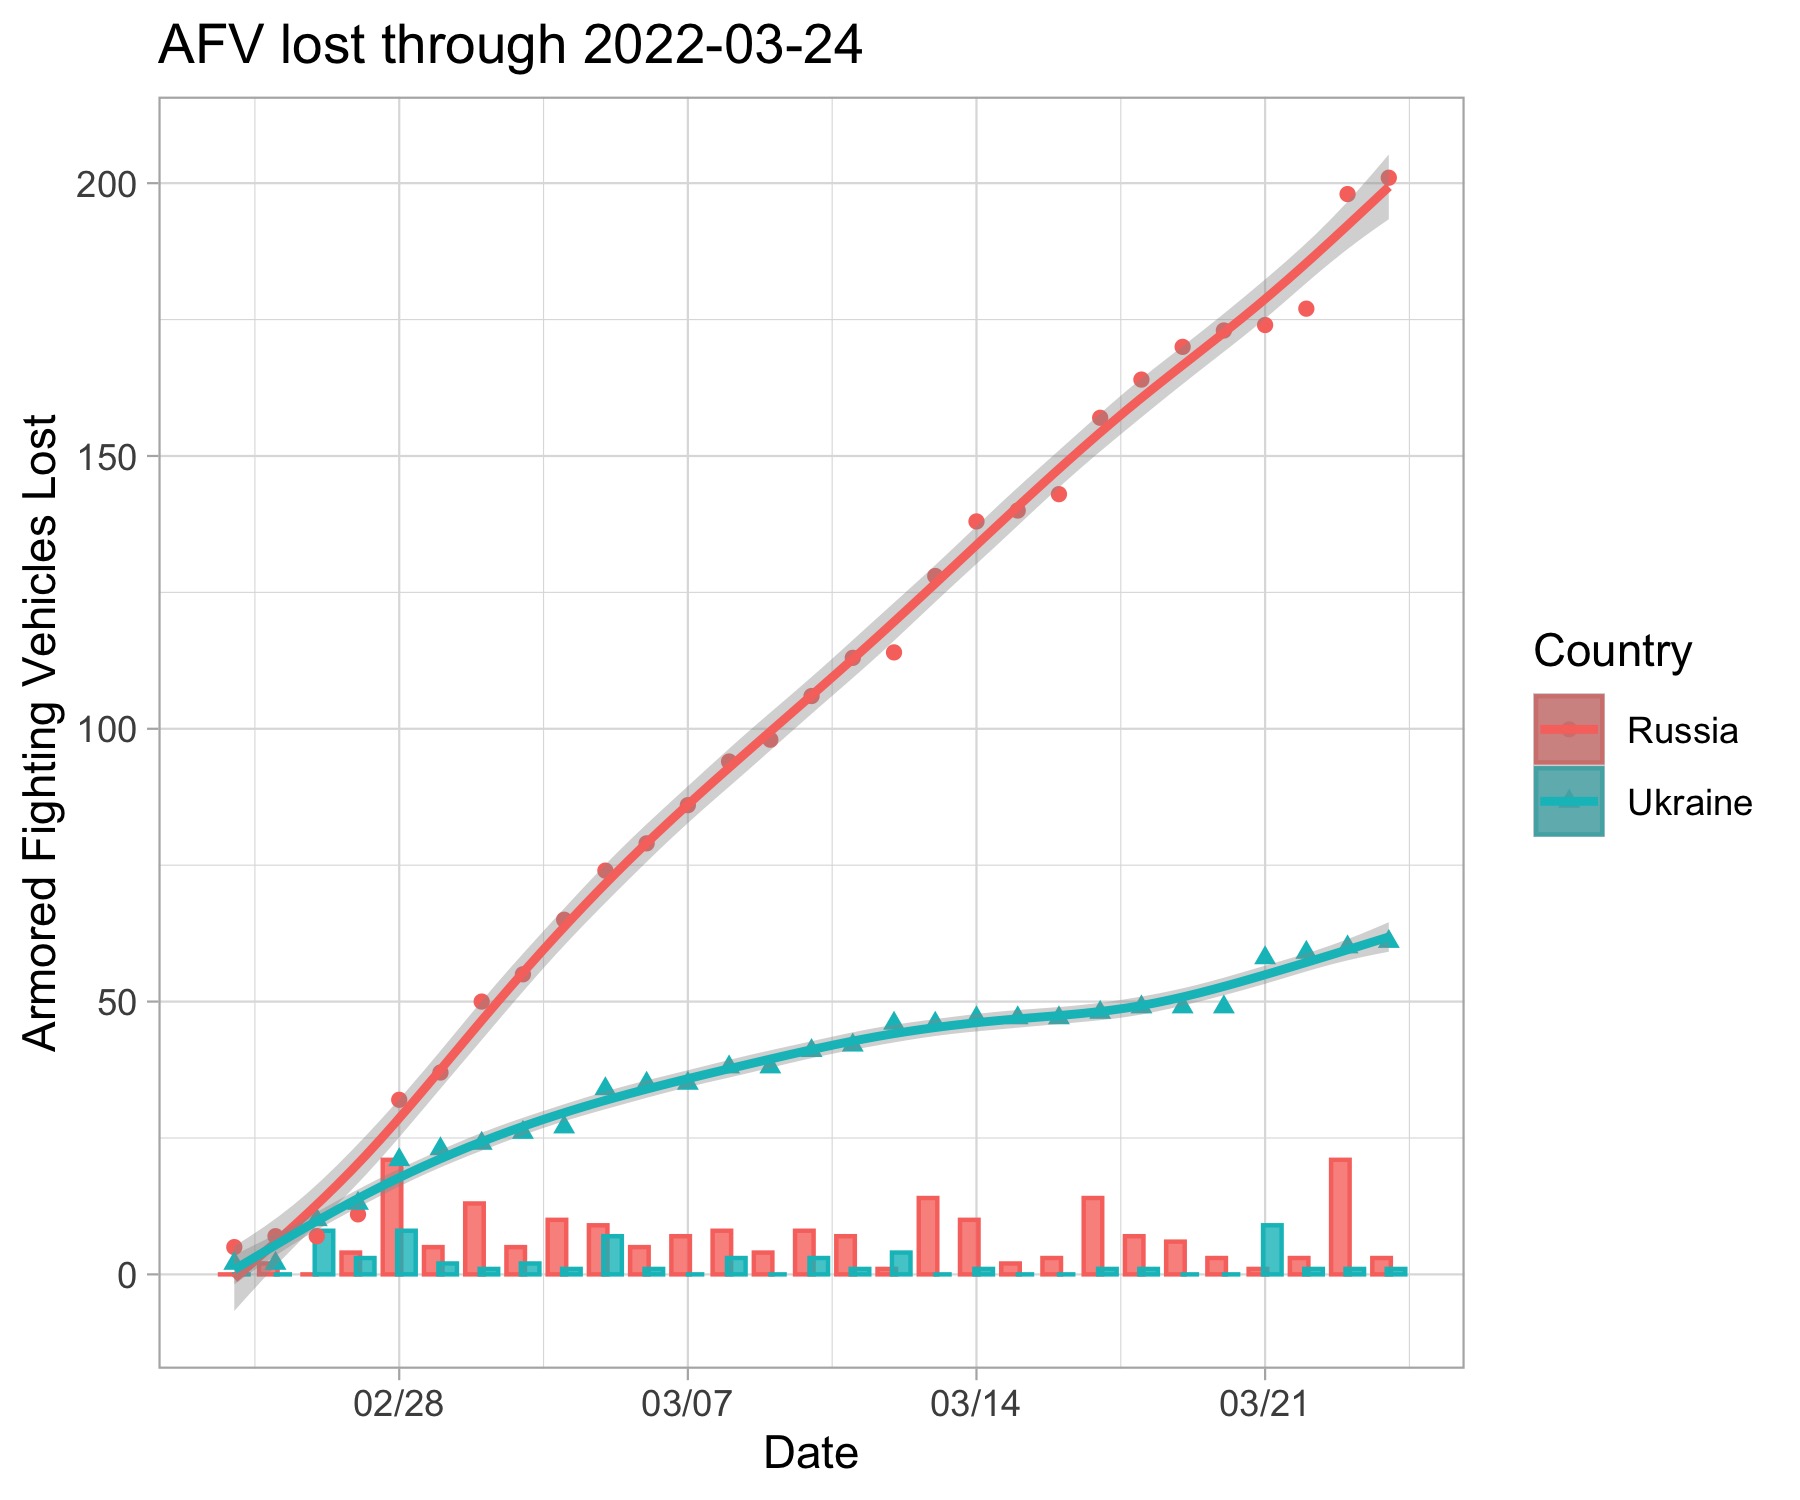 AFV lost through 2022-03-24
Armored Fighting Vehicles Lost
200
150
100
50
0
02/28
03/07
03/14
03/21
Date
Country
Russia
Ukraine